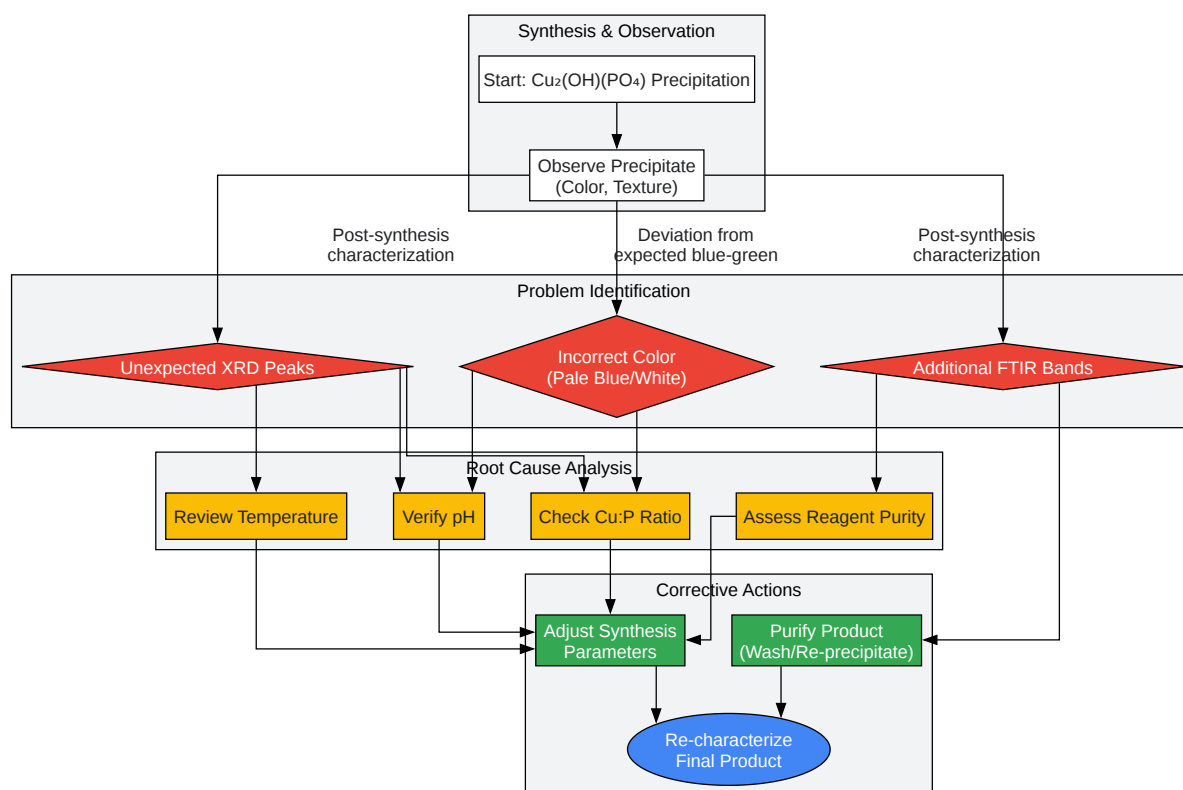 Synthesis & Observation
Start: Cu₂(OH)(PO₄) Precipitation
Observe Precipitate
(Color, Texture)
Post-synthesis
characterization
Deviation from
expected blue-green
Post-synthesis
characterization
Problem Identification
Unexpected XRD Peaks
Incorrect Color
(Pale Blue/White)
Additional FTIR Bands
Root Cause Analysis
Review Temperature
Verify pH
Check Cu:P Ratio
Assess Reagent Purity
Corrective Actions
Adjust Synthesis
Parameters
Purify Product
(Wash/Re-precipitate)
Re-characterize
Final Product